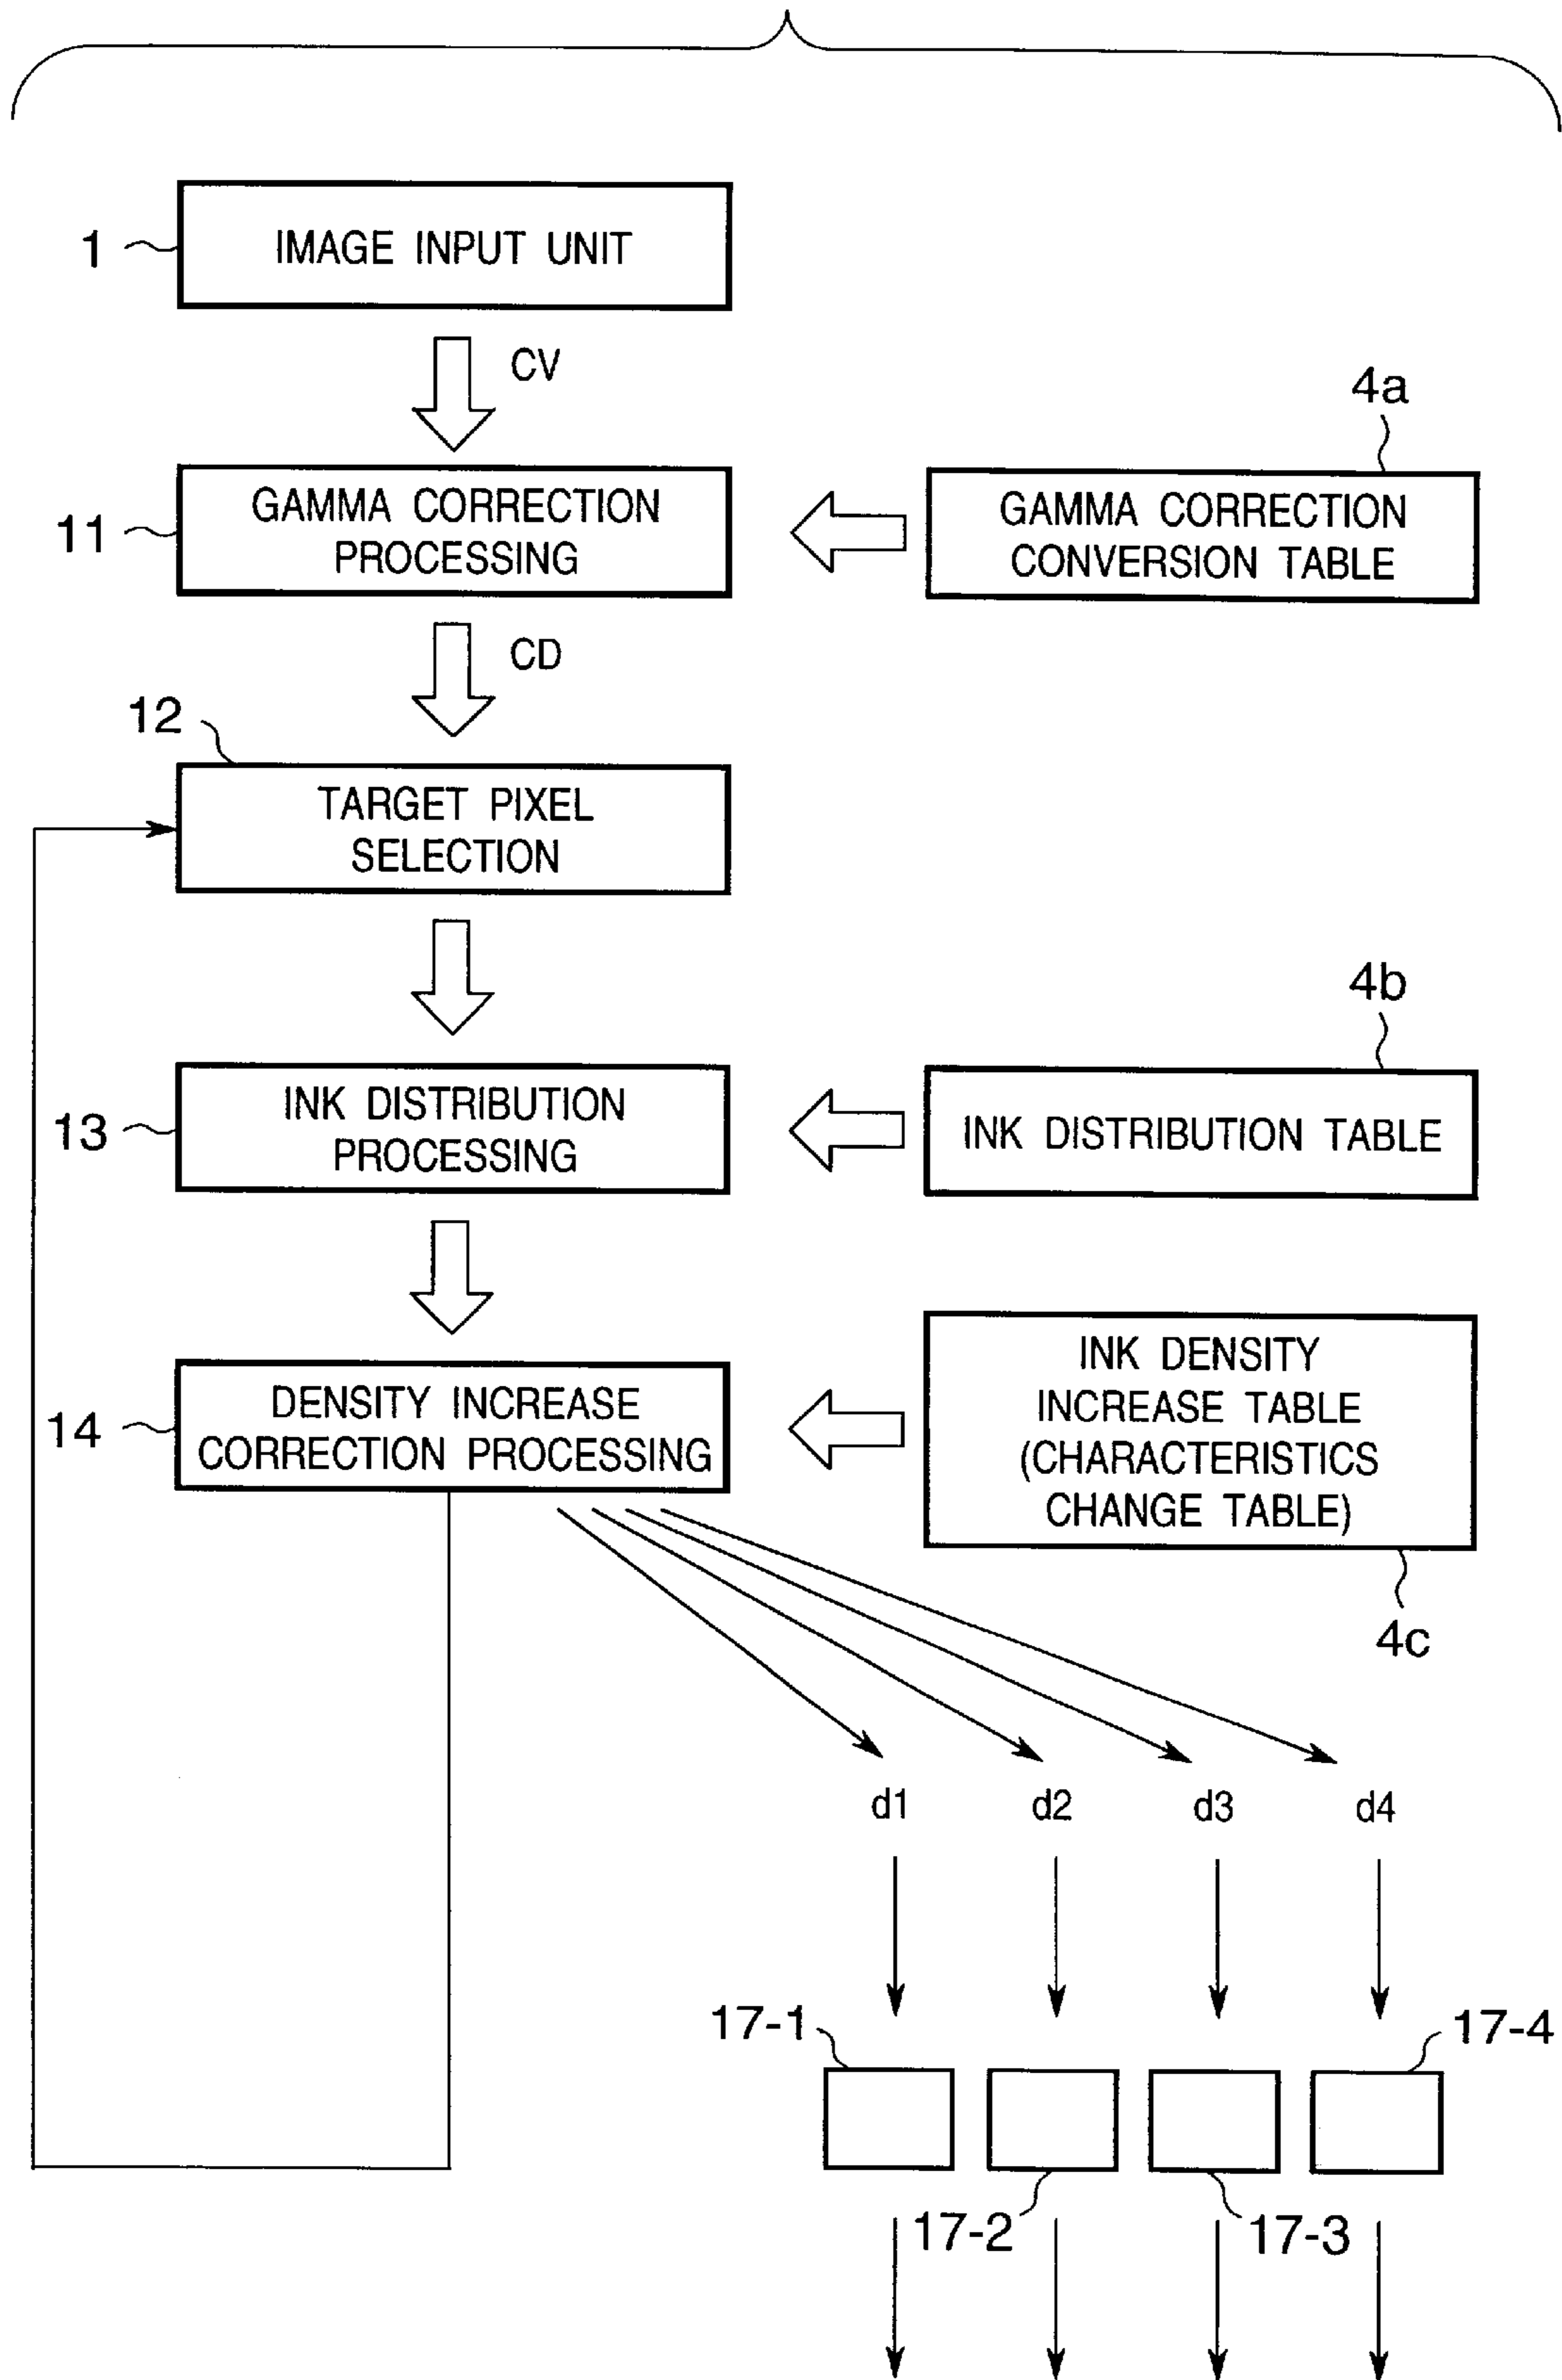 1
IMAGE INPUT UNIT
CV
4a
11
GAMMA CORRECTION
PROCESSING
GAMMA CORRECTION
CONVERSION TABLE
CD
12
TARGET PIXEL
SELECTION
4b
13
INK DISTRIBUTION
PROCESSING
INK DISTRIBUTION TABLE
14
DENSITY INCREASE
CORRECTION PROCESSING
INK DENSITY
INCREASE TABLE
(CHARACTERISTICS
CHANGE TABLE)
4c
d1
d2
d3
d4
17-1
17-4
17-2
17-3